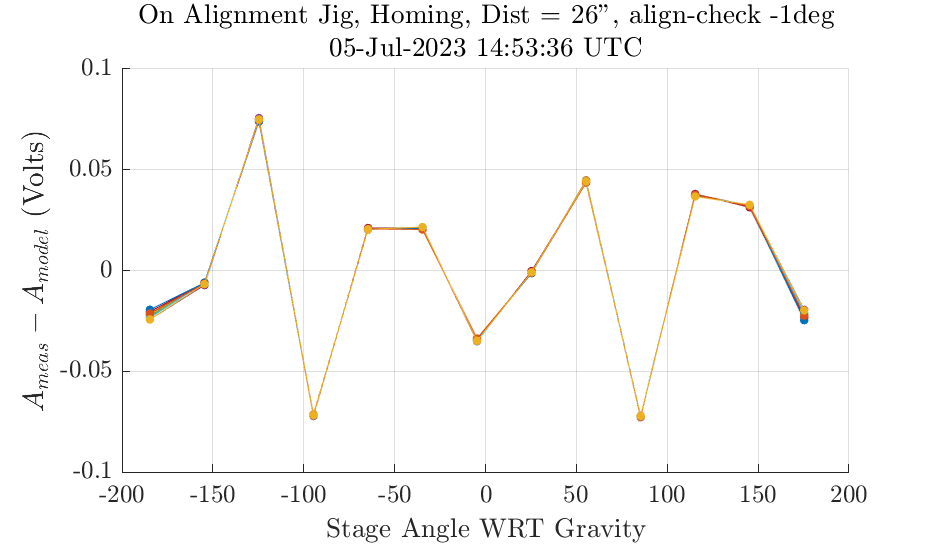 On Alignment Jig, Homing, Dist = 26”, align-check -1deg
05-Jul-2023 14:53:36 UTC
0.1
0.05
0
-0.05
-0.1
A_meas − A_model (Volts)
-200 -150 -100 -50 0 50 100 150 200
Stage Angle WRT Gravity